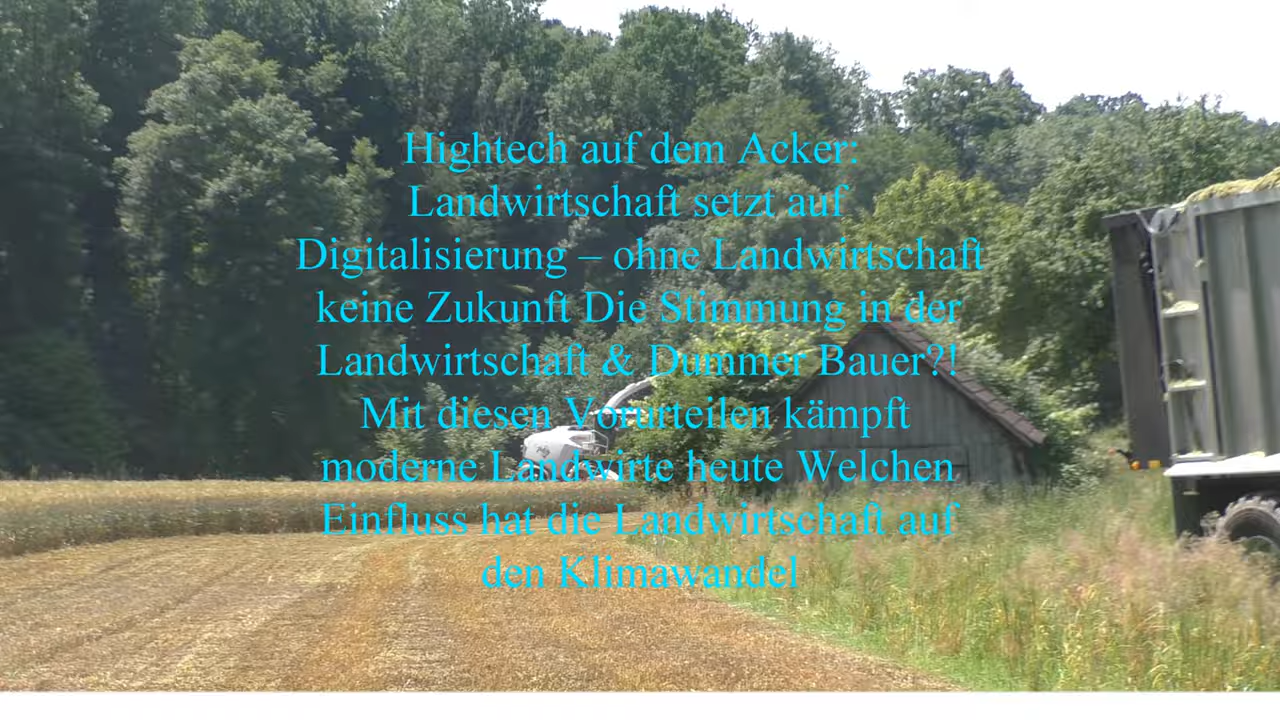 Hightech auf dem Acker:
Landwirtschaft setzt auf
Digitalisierung – ohne Landwirtschaft
keine Zukunft Die Stimmung in der
Landwirtschaft & Dummer Bauer?!
Mit diesen Vorurteilen kämpft
moderne Landwirte heute Welchen
Einfluss hat die Landwirtschaft auf
den Klimawandel